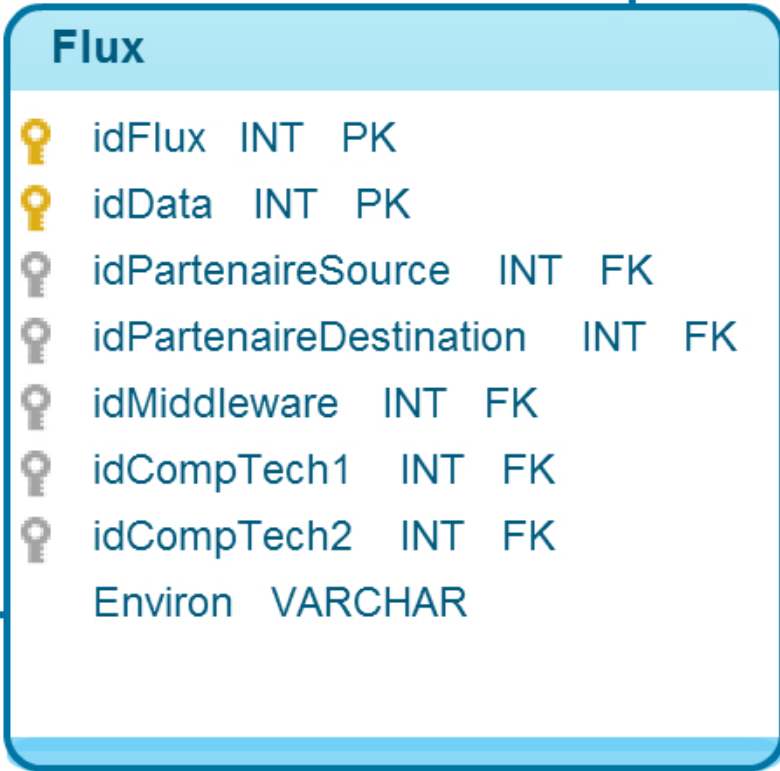 Flux
idFlux INT PK
idData INT PK
idPartenaireSource INT FK
idPartenaireDestination INT FK
idMiddleware INT FK
idCompTech1 INT FK
idCompTech2 INT FK
Environ VARCHAR